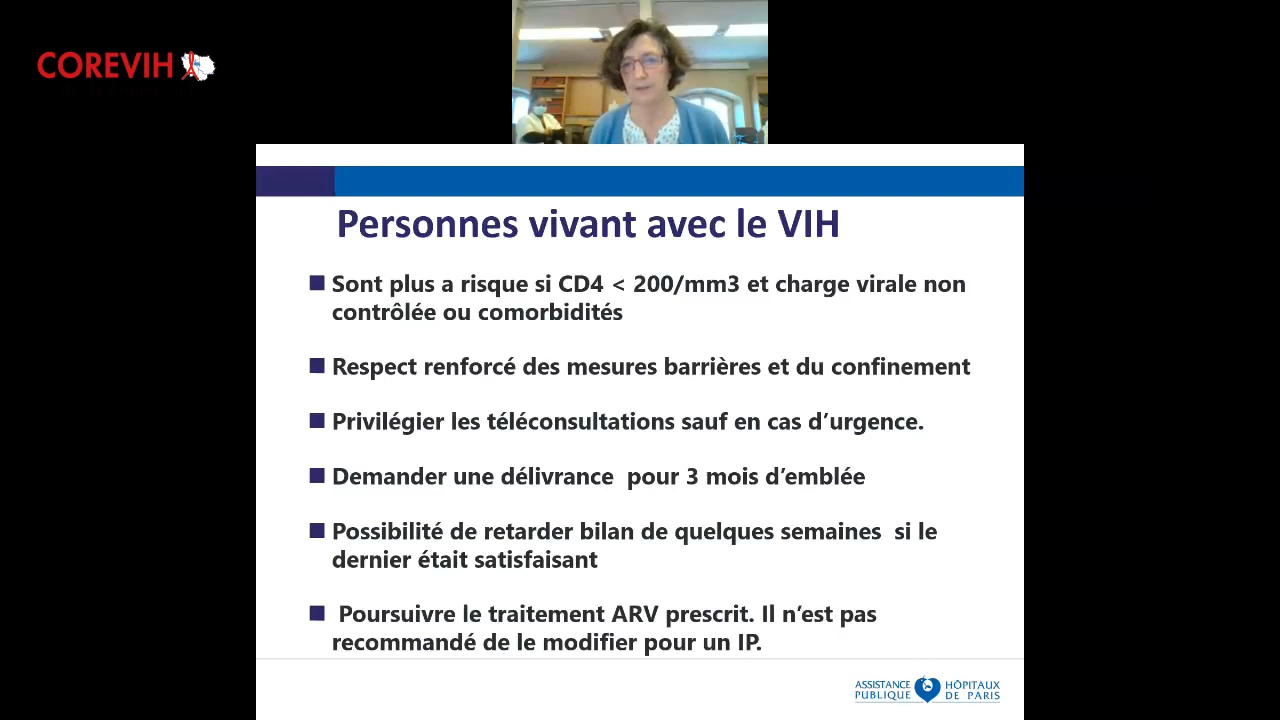 COREVIH
Personnes vivant avec le VIH
Sont plus a risque si CD4 < 200/mm3 et charge virale non
contrôlée ou comorbidités
Respect renforcé des mesures barrières et du confinement
Privilégier les téléconsultations sauf en cas d’urgence.
Demander une délivrance  pour 3 mois d’emblée
Possibilité de retarder bilan de quelques semaines  si le
dernier était satisfaisant
Poursuivre le traitement ARV prescrit. Il n’est pas
recommandé de le modifier pour un IP.
ASSISTANCE HÔPITAUX
PUBLIQUE DE PARIS